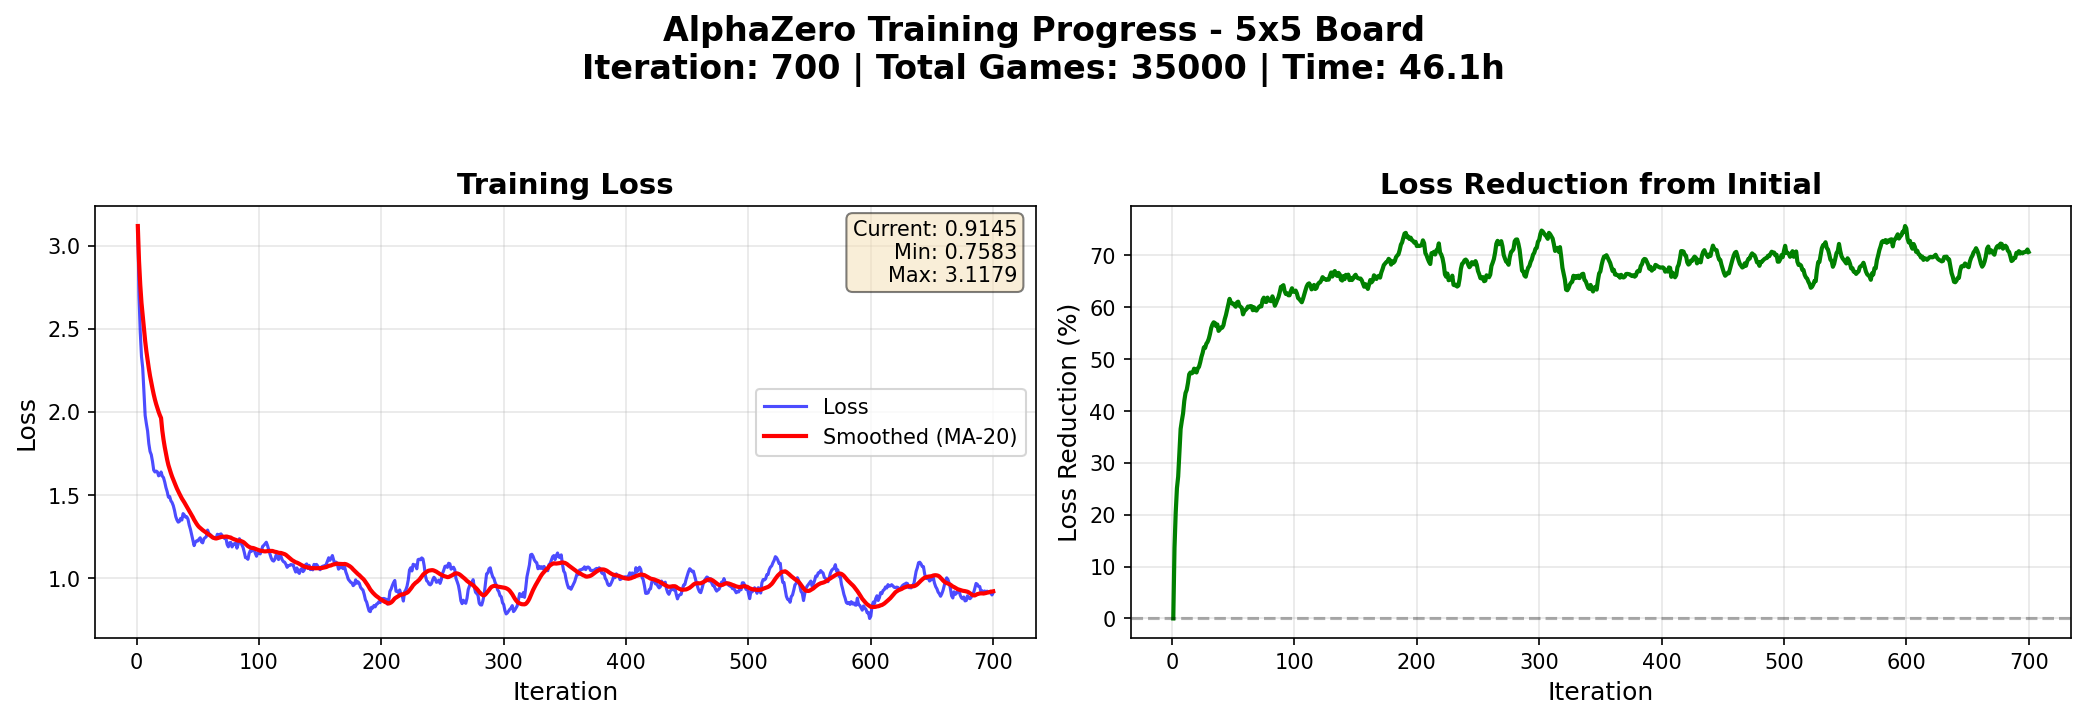 AlphaZero Training Progress - 5x5 Board
Iteration: 700 | Total Games: 35000 | Time: 46.1h
Training Loss
Loss
3.0
2.5
2.0
1.5
1.0
Current: 0.9145
Min: 0.7583
Max: 3.1179
Loss
Smoothed (MA-20)
0 100 200 300 400 500 600 700
Iteration
Loss Reduction from Initial
Loss Reduction (%)
70
60
50
40
30
20
10
0
0 100 200 300 400 500 600 700
Iteration